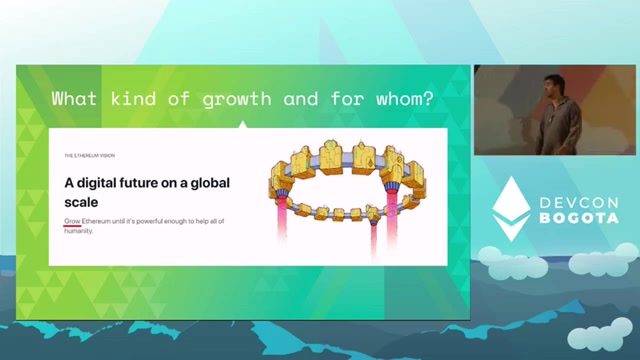 What kind of growth and for whom?
THE ETHEREUM VISION
A digital future on a global
scale
Grow Ethereum until it's powerful enough to help all of
humanity.
DEVCON
BOGOTA